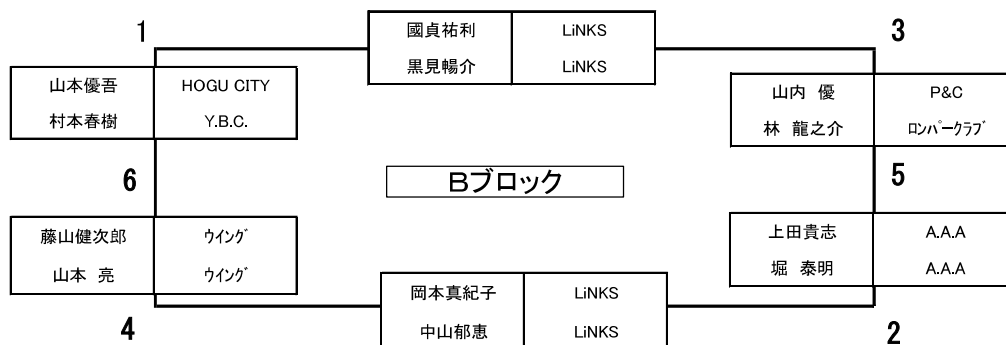 1
國貞祐利 LiNKS
黒見暢介 LiNKS
3
山本優吾 HOGU CITY
村本春樹 Y.B.C.
山内 優 P&C
林 龍之介 ロンパークラブ
6
Bブロック
5
藤山健次郎 ウイング
山本 亮 ウイング
上田貴志 A.A.A
堀 泰明 A.A.A
岡本真紀子 LiNKS
中山郁恵 LiNKS
4
2